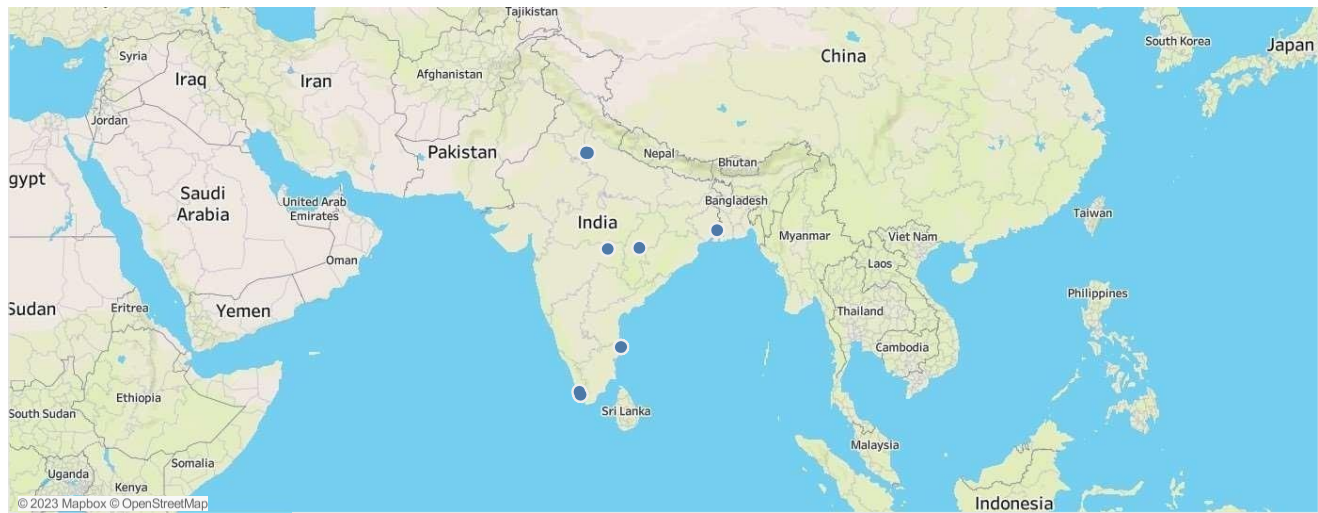 Tajikistan
Syria
Iraq
Iran
Afghanistan
China
South Korea
Japan
Jordan
Pakistan
Nepal
Bhutan
gypt
Saudi
Arabia
United Arab
Emirates
Bangladesh
India
Taiwan
Myanmar
Viet Nam
Oman
Laos
Sudan
Eritrea
Yemen
Thailand
Philippines
Cambodia
Ethiopia
South Sudan
Sri Lanka
Malaysia
Somalia
Uganda
Kenya
Indonesia
© 2023 Mapbox © OpenStreetMap